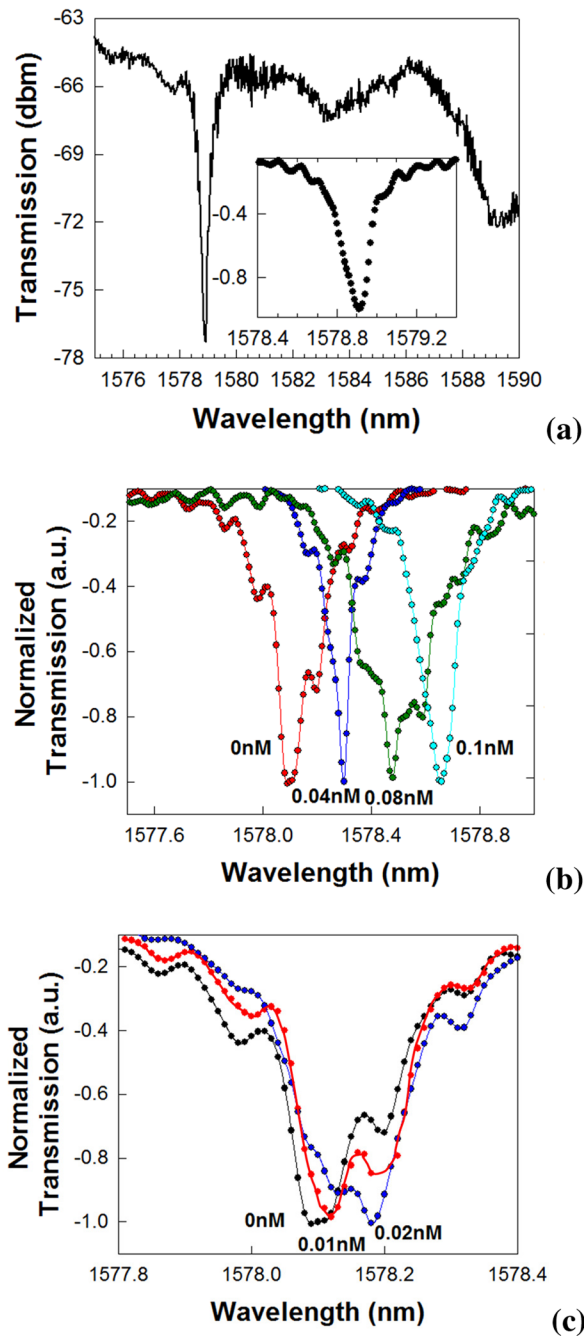 -63
-66
-69
-72
-75
-78
Transmission (dbm)
-0.4
-0.8
1578.4 1578.8 1579.2
1576 1578 1580 1582 1584 1586 1588 1590
Wavelength (nm)
(a)
-0.2
-0.4
-0.6
-0.8
-1.0
Normalized
Transmission (a.u.)
0nM
0.04nM
0.08nM
0.1nM
1577.6 1578.0 1578.4 1578.8
Wavelength (nm)
(b)
-0.2
-0.4
-0.6
-0.8
-1.0
Normalized
Transmission (a.u.)
0nM
0.01nM
0.02nM
1577.8 1578.0 1578.2 1578.4
Wavelength (nm)
(c)